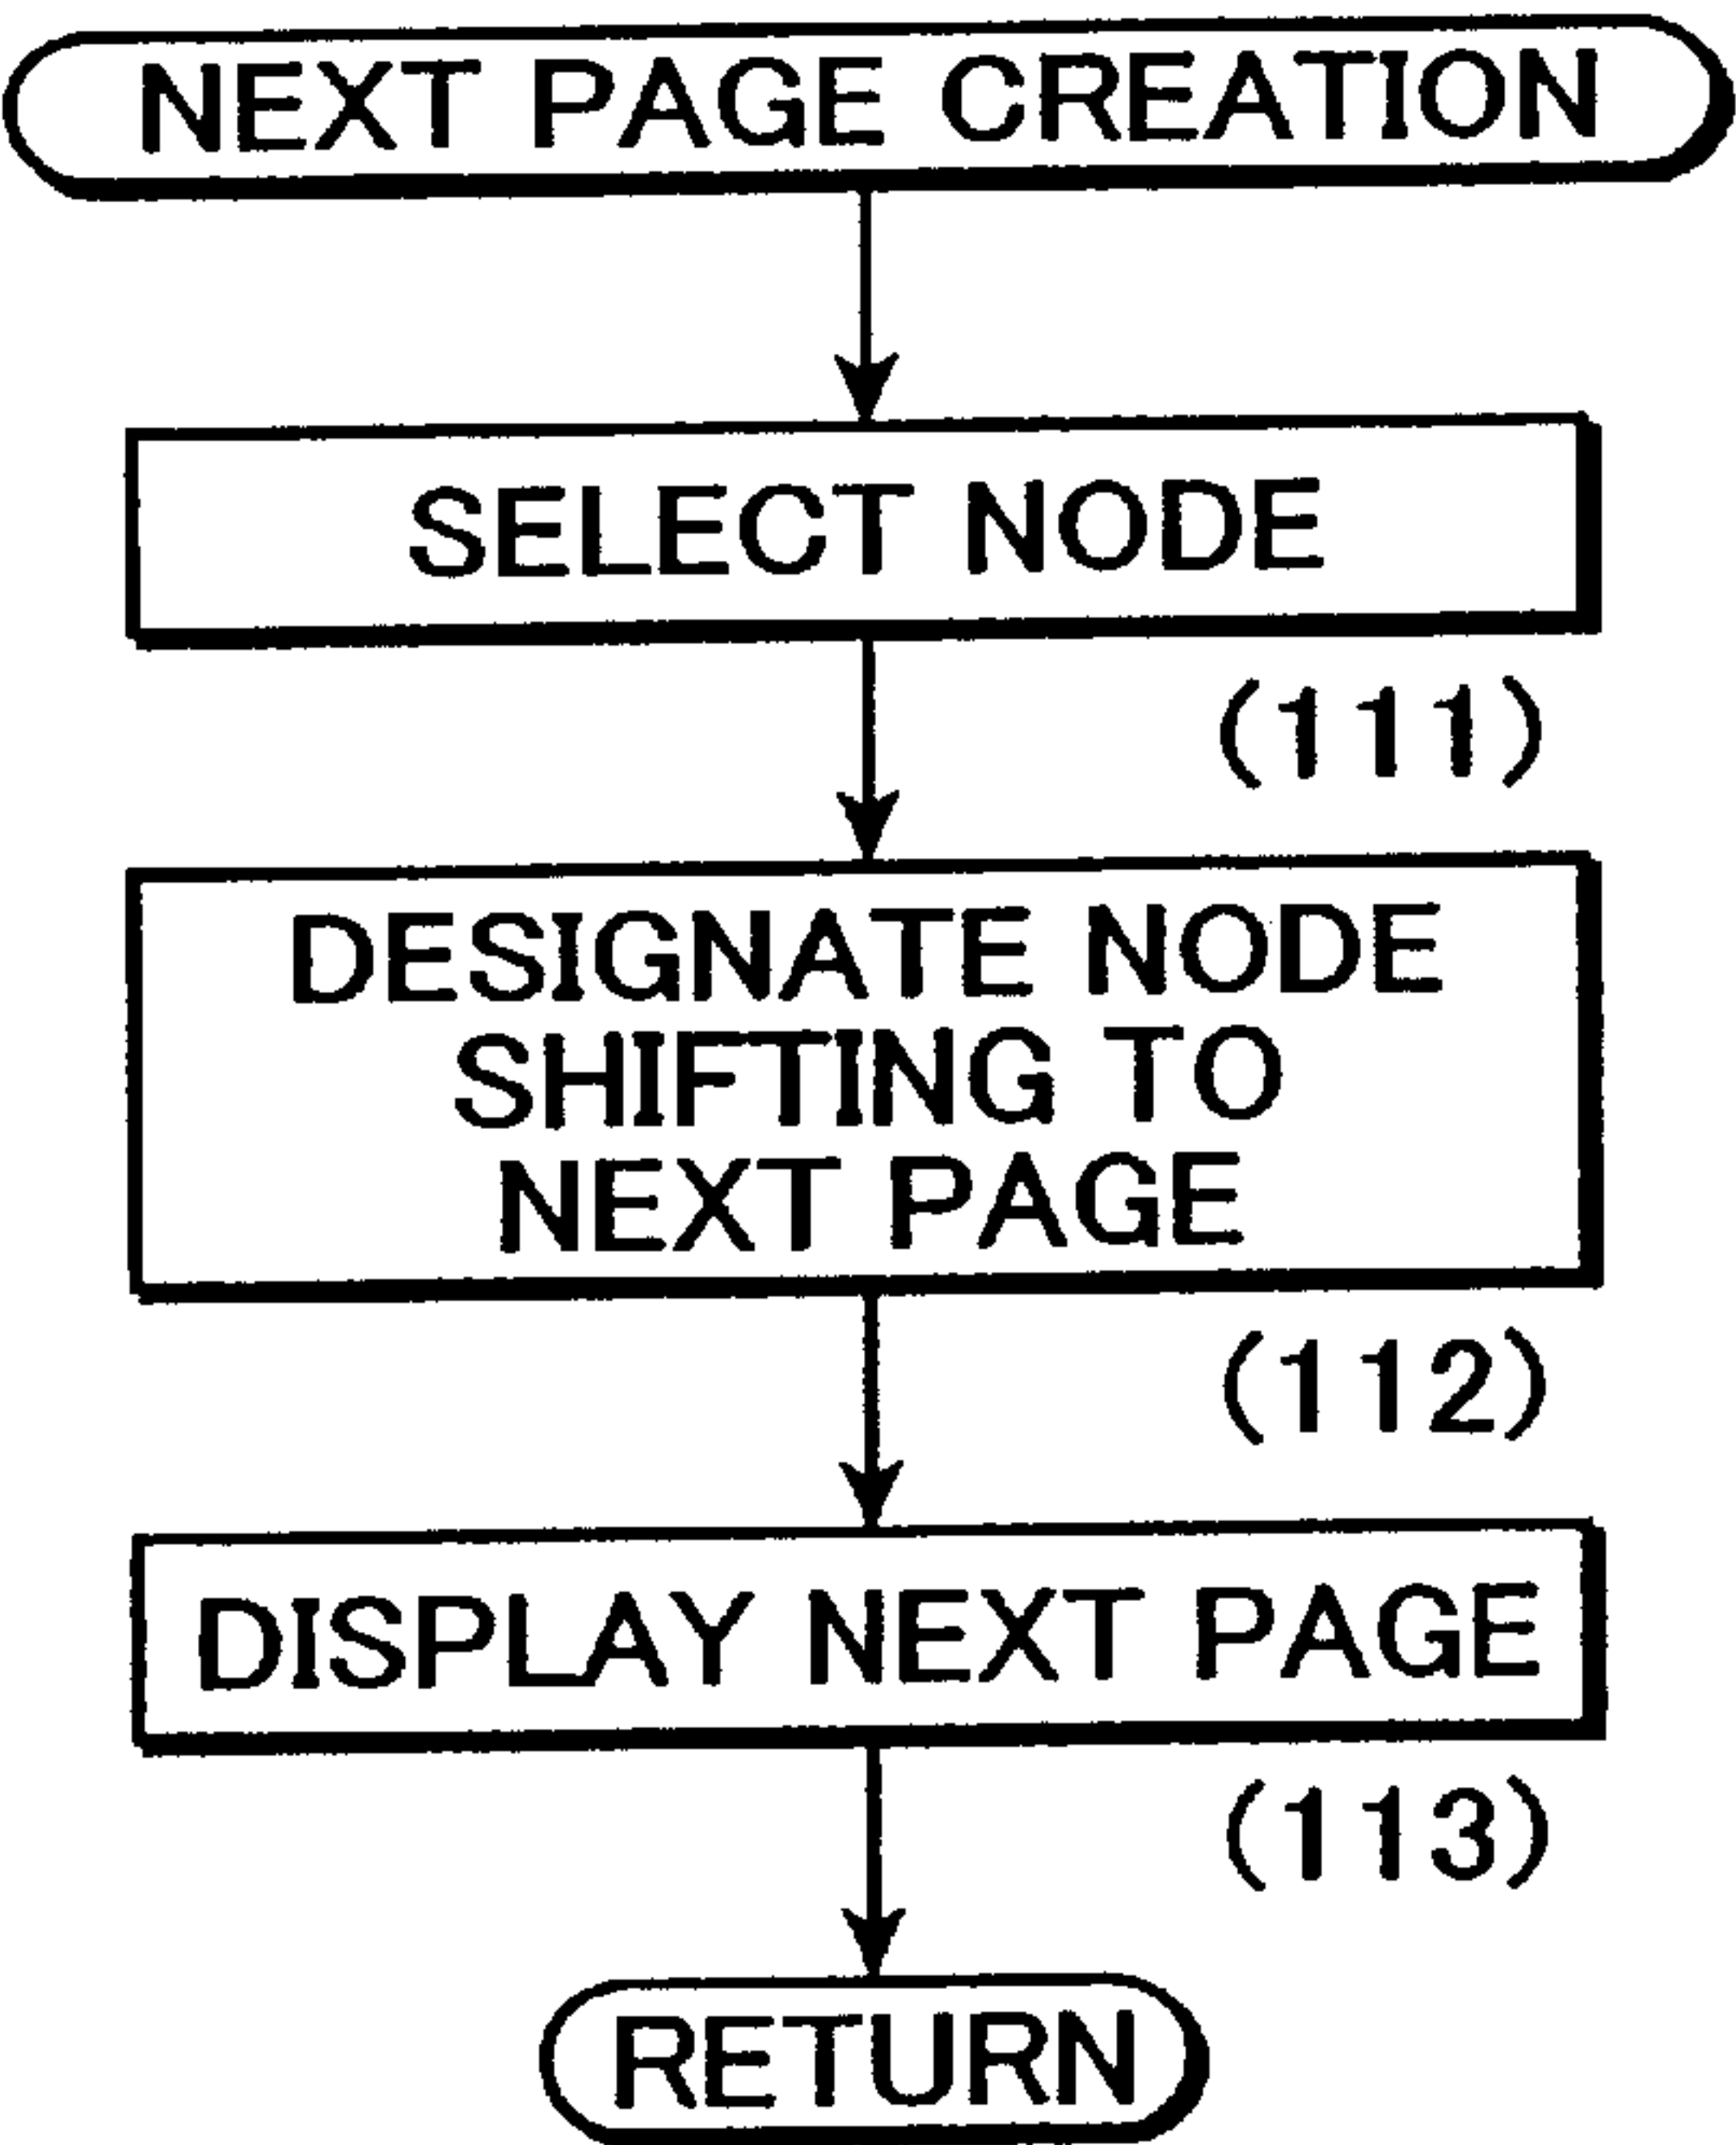 NEXT PAGE CREATION
SELECT NODE
(111)
DESIGNATE NODE
SHIFTING TO
NEXT PAGE
(112)
DISPLAY NEXT PAGE
(113)
RETURN